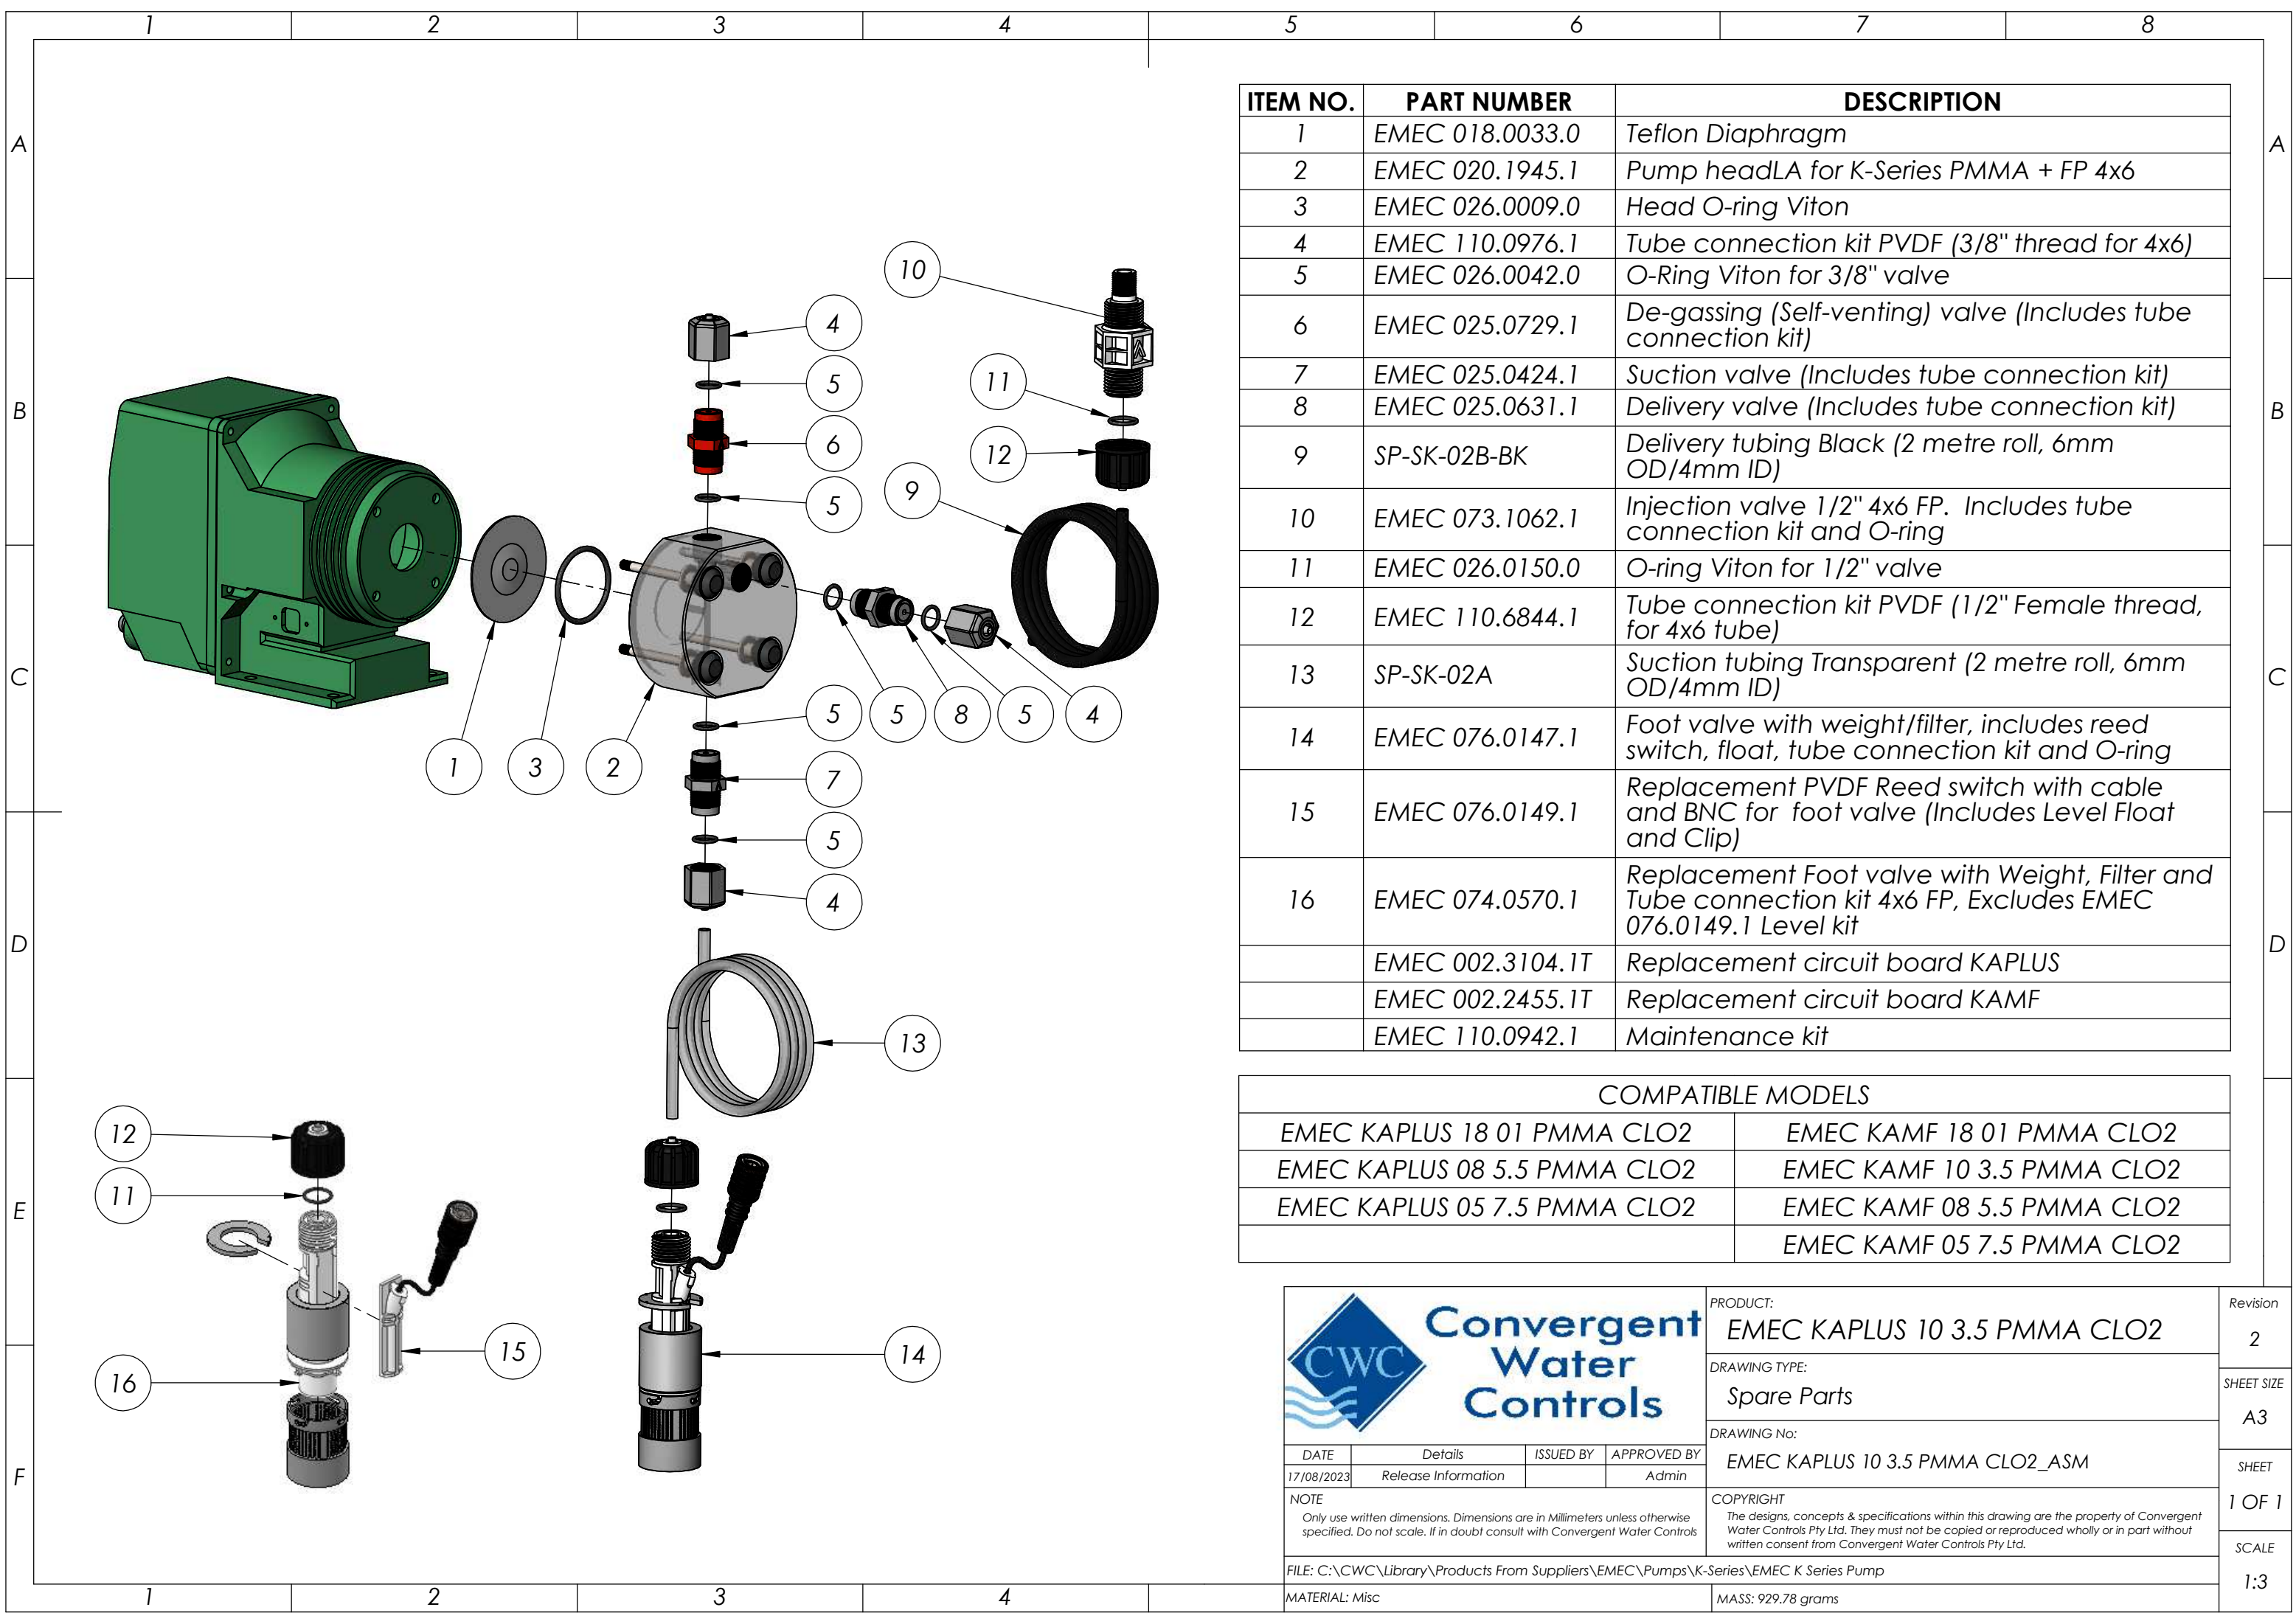 1 2 3 4 5 6 7 8
A
B
C
D
E
F
A
B
C
D
10
4
5
11
6
12
9
5
5
5
8
5
4
1
3
2
7
5
4
13
12
11
15
14
16
ITEM NO. PART NUMBER DESCRIPTION
1 EMEC 018.0033.0 Teflon Diaphragm
2 EMEC 020.1945.1 Pump headLA for K-Series PMMA + FP 4x6
3 EMEC 026.0009.0 Head O-ring Viton
4 EMEC 110.0976.1 Tube connection kit PVDF (3/8" thread for 4x6)
5 EMEC 026.0042.0 O-Ring Viton for 3/8" valve
6 EMEC 025.0729.1 De-gassing (Self-venting) valve (Includes tube
connection kit)
7 EMEC 025.0424.1 Suction valve (Includes tube connection kit)
8 EMEC 025.0631.1 Delivery valve (Includes tube connection kit)
9 SP-SK-02B-BK Delivery tubing Black (2 metre roll, 6mm
OD/4mm ID)
10 EMEC 073.1062.1 Injection valve 1/2" 4x6 FP. Includes tube
connection kit and O-ring
11 EMEC 026.0150.0 O-ring Viton for 1/2" valve
12 EMEC 110.6844.1 Tube connection kit PVDF (1/2" Female thread,
for 4x6 tube)
13 SP-SK-02A Suction tubing Transparent (2 metre roll, 6mm
OD/4mm ID)
14 EMEC 076.0147.1 Foot valve with weight/filter, includes reed
switch, float, tube connection kit and O-ring
15 EMEC 076.0149.1 Replacement PVDF Reed switch with cable
and BNC for foot valve (Includes Level Float
and Clip)
16 EMEC 074.0570.1 Replacement Foot valve with Weight, Filter and
Tube connection kit 4x6 FP, Excludes EMEC
076.0149.1 Level kit
EMEC 002.3104.1T Replacement circuit board KAPLUS
EMEC 002.2455.1T Replacement circuit board KAMF
EMEC 110.0942.1 Maintenance kit
COMPATIBLE MODELS
EMEC KAPLUS 18 01 PMMA CLO2 EMEC KAMF 18 01 PMMA CLO2
EMEC KAPLUS 08 5.5 PMMA CLO2 EMEC KAMF 10 3.5 PMMA CLO2
EMEC KAPLUS 05 7.5 PMMA CLO2 EMEC KAMF 08 5.5 PMMA CLO2
EMEC KAMF 05 7.5 PMMA CLO2
CWC
Convergent
Water
Controls
PRODUCT:
EMEC KAPLUS 10 3.5 PMMA CLO2
DRAWING TYPE:
Spare Parts
DRAWING No:
EMEC KAPLUS 10 3.5 PMMA CLO2_ASM
Revision
2
SHEET SIZE
A3
SHEET
1 OF 1
SCALE
1:3
DATE Details ISSUED BY APPROVED BY
17/08/2023 Release Information Admin
NOTE
Only use written dimensions. Dimensions are in Millimeters unless otherwise
specified. Do not scale. If in doubt consult with Convergent Water Controls
COPYRIGHT
The designs, concepts & specifications within this drawing are the property of Convergent
Water Controls Pty Ltd. They must not be copied or reproduced wholly or in part without
written consent from Convergent Water Controls Pty Ltd.
FILE: C:\CWC\Library\Products From Suppliers\EMEC\Pumps\K-Series\EMEC K Series Pump
MATERIAL: Misc
MASS: 929.78 grams
1 2 3 4